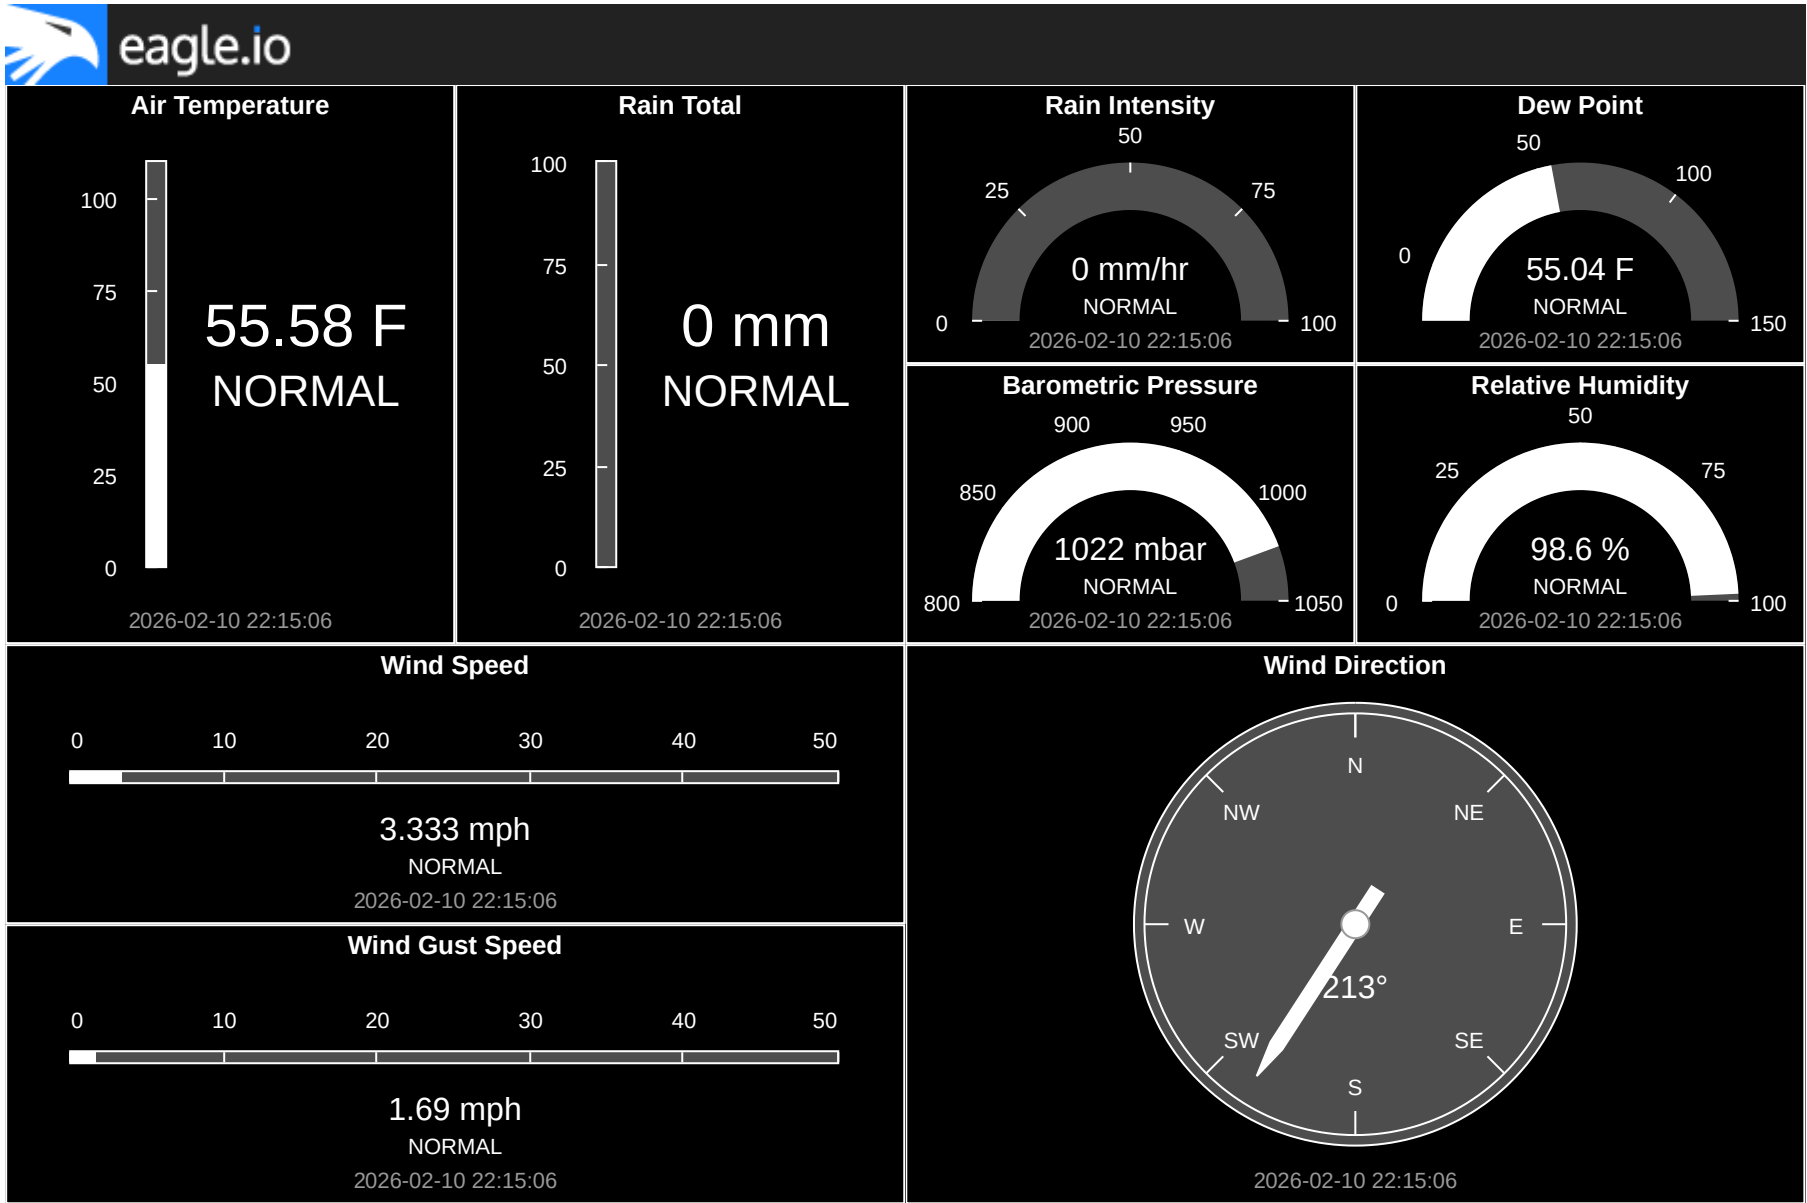 eagle.io
Air Temperature
100
75
50
25
0
55.58 F
NORMAL
2026-02-10 22:15:06
Rain Total
100
75
50
25
0
0 mm
NORMAL
2026-02-10 22:15:06
Rain Intensity
0
25
50
75
100
0 mm/hr
NORMAL
2026-02-10 22:15:06
Dew Point
0
50
100
150
55.04 F
NORMAL
2026-02-10 22:15:06
Barometric Pressure
800
850
900
950
1000
1050
1022 mbar
NORMAL
2026-02-10 22:15:06
Relative Humidity
0
25
50
75
100
98.6 %
NORMAL
2026-02-10 22:15:06
Wind Speed
0 10 20 30 40 50
3.333 mph
NORMAL
2026-02-10 22:15:06
Wind Gust Speed
0 10 20 30 40 50
1.69 mph
NORMAL
2026-02-10 22:15:06
Wind Direction
N
NW NE
W E
213°
SW SE
S
2026-02-10 22:15:06